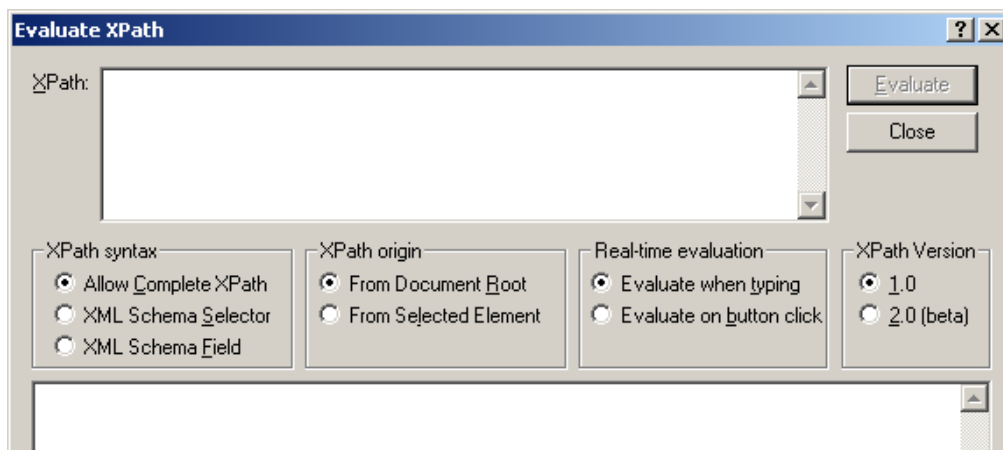 Evaluate XPath
XPath:
Evaluate
Close
XPath syntax
Allow Complete XPath
XML Schema Selector
XML Schema Field
XPath origin
From Document Root
From Selected Element
Real-time evaluation
Evaluate when typing
Evaluate on button click
XPath Version
1.0
2.0 (beta)